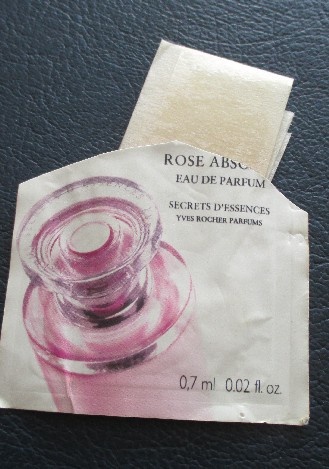 ROSE ABSO
EAU DE PARFUM
SECRETS D'ESSENCES
YVES ROCHER PARFUMS
0,7 ml 0.02 fl. oz.